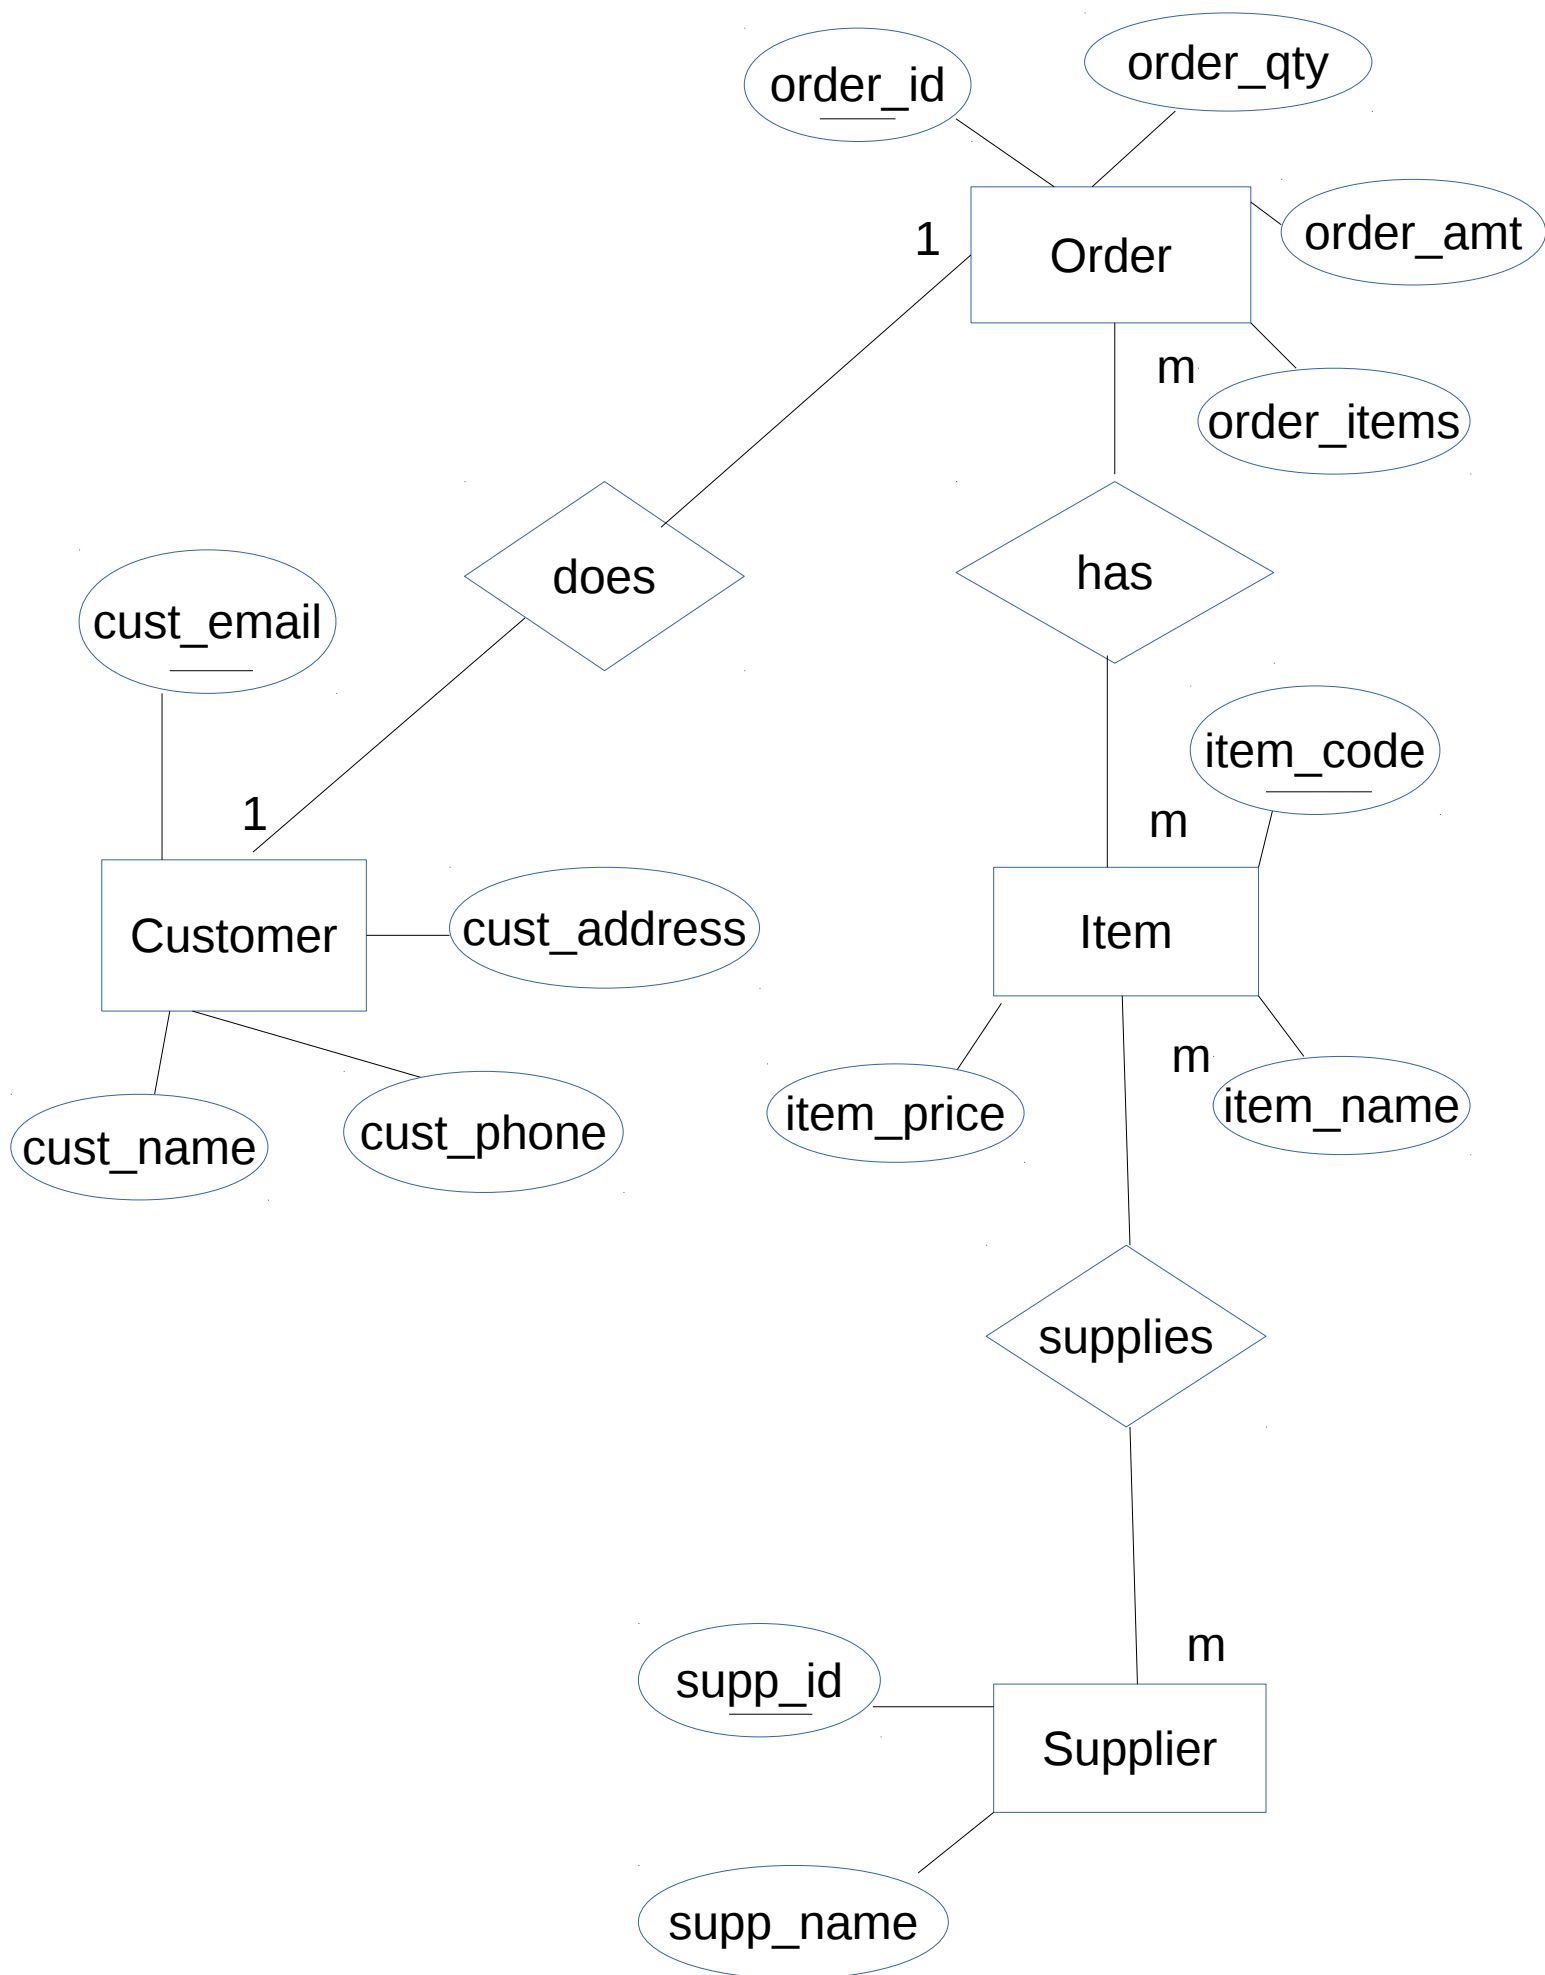 order_qty
order_id
order_amt
1
Order
m
order_items
does
has
cust_email
item_code
1
m
Customer
cust_address
Item
m
item_price
item_name
cust_name
cust_phone
supplies
m
supp_id
Supplier
supp_name